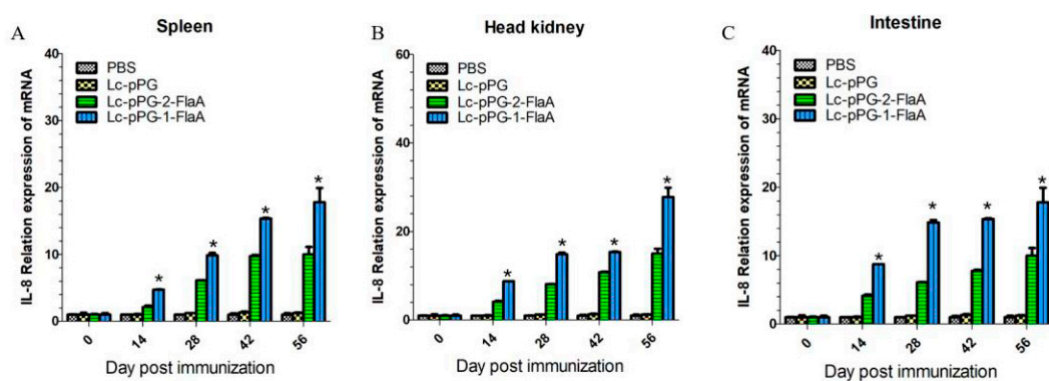 A
Spleen
IL-8 Relation expression of mRNA
40
30
20
10
0
PBS
Lc-pPG
Lc-pPG-2-FlaA
Lc-pPG-1-FlaA
* * * *
0 14 28 42 56
Day post immunization
B
Head kidney
IL-8 Relation expression of mRNA
60
40
20
0
PBS
Lc-pPG
Lc-pPG-2-FlaA
Lc-pPG-1-FlaA
* * * *
0 14 28 42 56
Day post immunization
C
Intestine
IL-8 Relation expression of mRNA
40
30
20
10
0
PBS
Lc-pPG
Lc-pPG-2-FlaA
Lc-pPG-1-FlaA
* * * *
0 14 28 42 56
Day post immunization